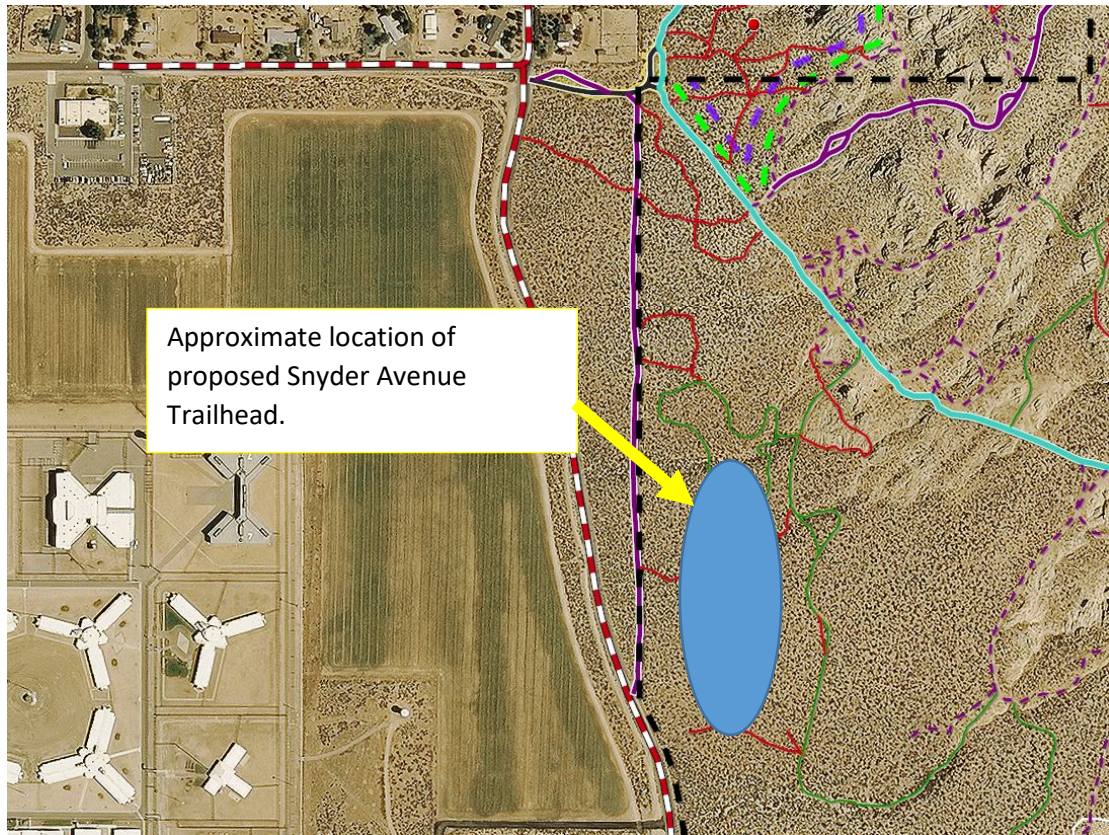 Approximate location of
proposed Snyder Avenue
Trailhead.